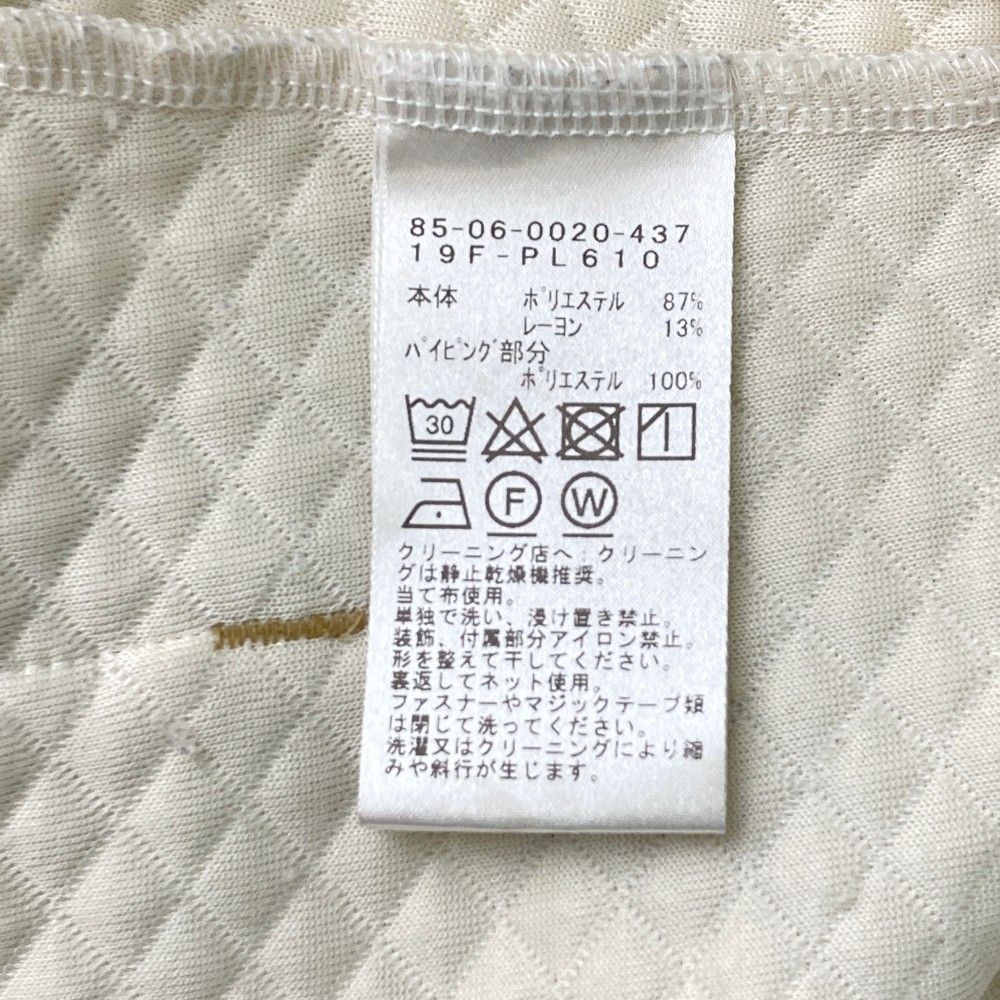 85-06-0020-437
19F-PL610
本体 ポリエステル 87%
レーヨン 13%
パイピング部分
ポリエステル 100%
30
F W
クリーニング店へ:クリーニン
グは静止乾燥機推奨。
当て布使用。
単独で洗い、浸け置き禁止。
装飾、付属部分アイロン禁止。
形を整えて干してください。
裏返してネット使用。
ファスナーやマジックテープ類
は閉じて洗ってください。
洗濯又はクリーニングにより縮
みや斜行が生じます。